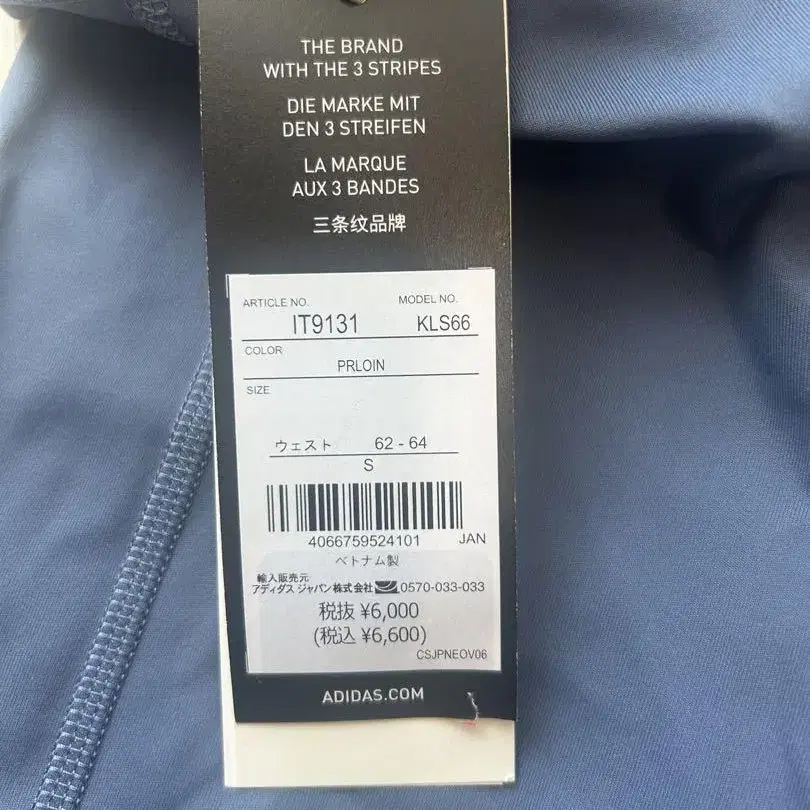 THE BRAND
WITH THE 3 STRIPES
DIE MARKE MIT
DEN 3 STREIFEN
LA MARQUE
AUX 3 BANDES
三条纹品牌
ARTICLE NO. MODEL NO.
IT9131 KLS66
COLOR
PRLOIN
SIZE
ウェスト 62 - 64
S
4066759524101 JAN
ベトナム製
輸入販売元
アディダス ジャパン株式会社 0570-033-033
税抜 ¥6,000
(税込 ¥6,600)
CSJPNEOV06
ADIDAS.COM